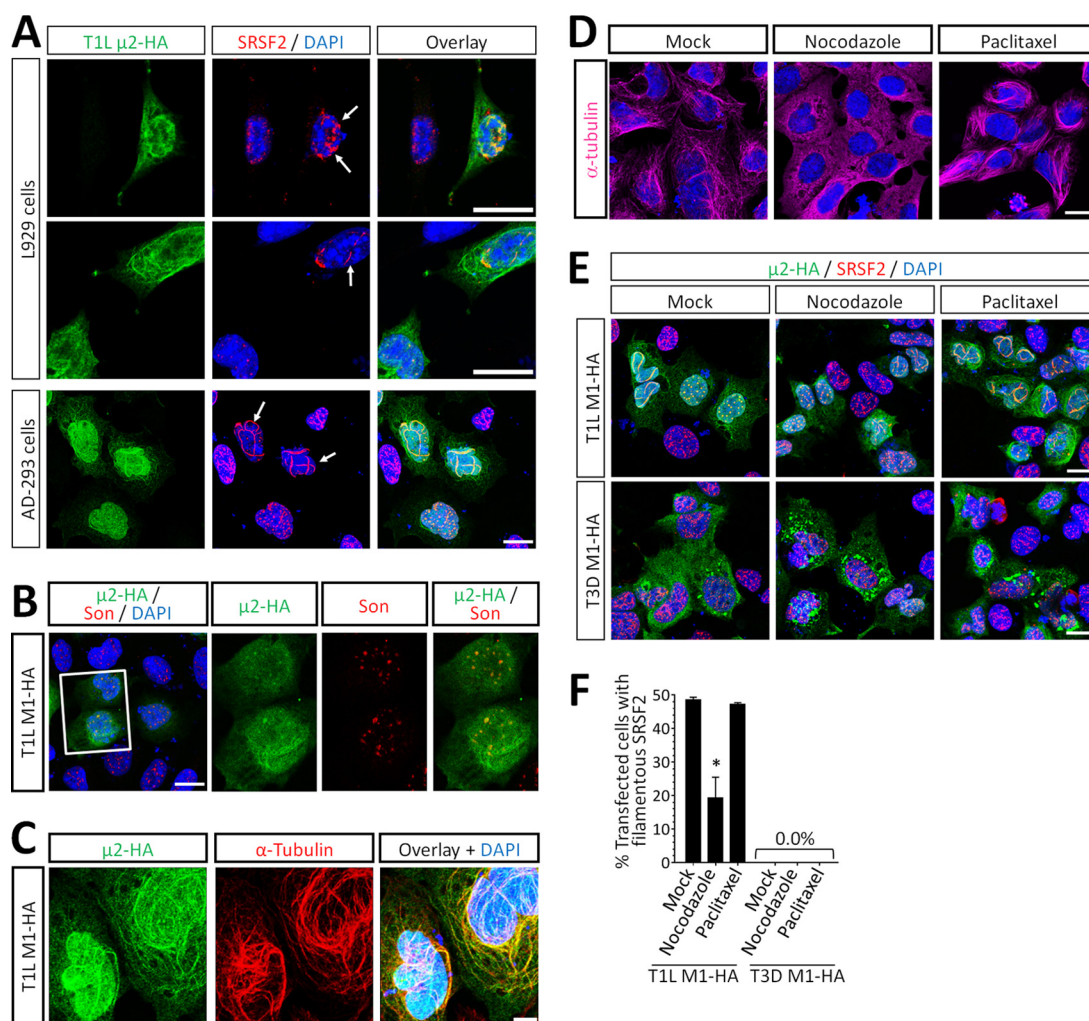 A
T1L μ2-HA
SRSF2 / DAPI
Overlay
L929 cells
AD-293 cells
B
μ2-HA /
Son / DAPI
μ2-HA
Son
μ2-HA /
Son
T1L M1-HA
C
μ2-HA
α-Tubulin
Overlay + DAPI
T1L M1-HA
D
Mock
Nocodazole
Paclitaxel
α-tubulin
E
μ2-HA / SRSF2 / DAPI
Mock
Nocodazole
Paclitaxel
T1L M1-HA
T3D M1-HA
F
% Transfected cells with
filamentous SRSF2
50
40
30
20
10
0
*
0.0%
Mock
Nocodazole
Paclitaxel
Mock
Nocodazole
Paclitaxel
T1L M1-HA
T3D M1-HA